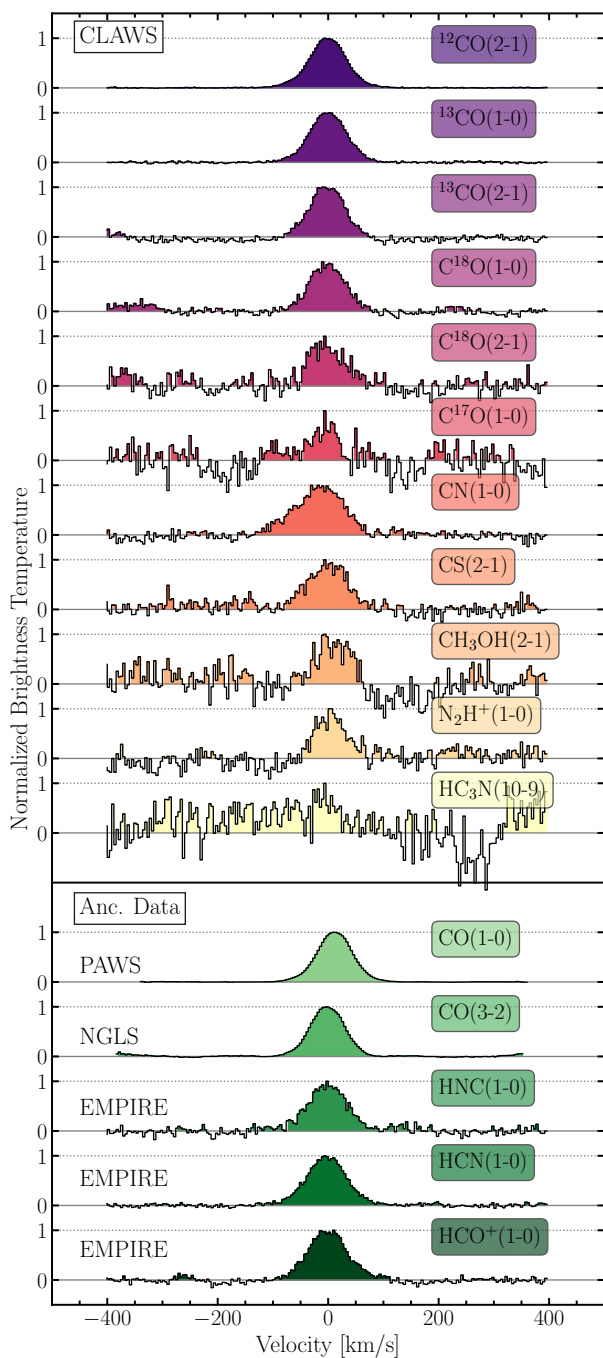 CLAWS
1
0
¹²CO(2-1)
1
0
¹³CO(1-0)
1
0
¹³CO(2-1)
1
0
C¹⁸O(1-0)
1
0
C¹⁸O(2-1)
1
0
C¹⁷O(1-0)
1
0
CN(1-0)
1
0
CS(2-1)
1
0
CH₃OH(2-1)
1
0
N₂H⁺(1-0)
1
0
HC₃N(10-9)
Normalized Brightness Temperature
Anc. Data
1
0
PAWS
CO(1-0)
1
0
NGLS
CO(3-2)
1
0
EMPIRE
HNC(1-0)
1
0
EMPIRE
HCN(1-0)
1
0
EMPIRE
HCO⁺(1-0)
−400 −200 0 200 400
Velocity [km/s]